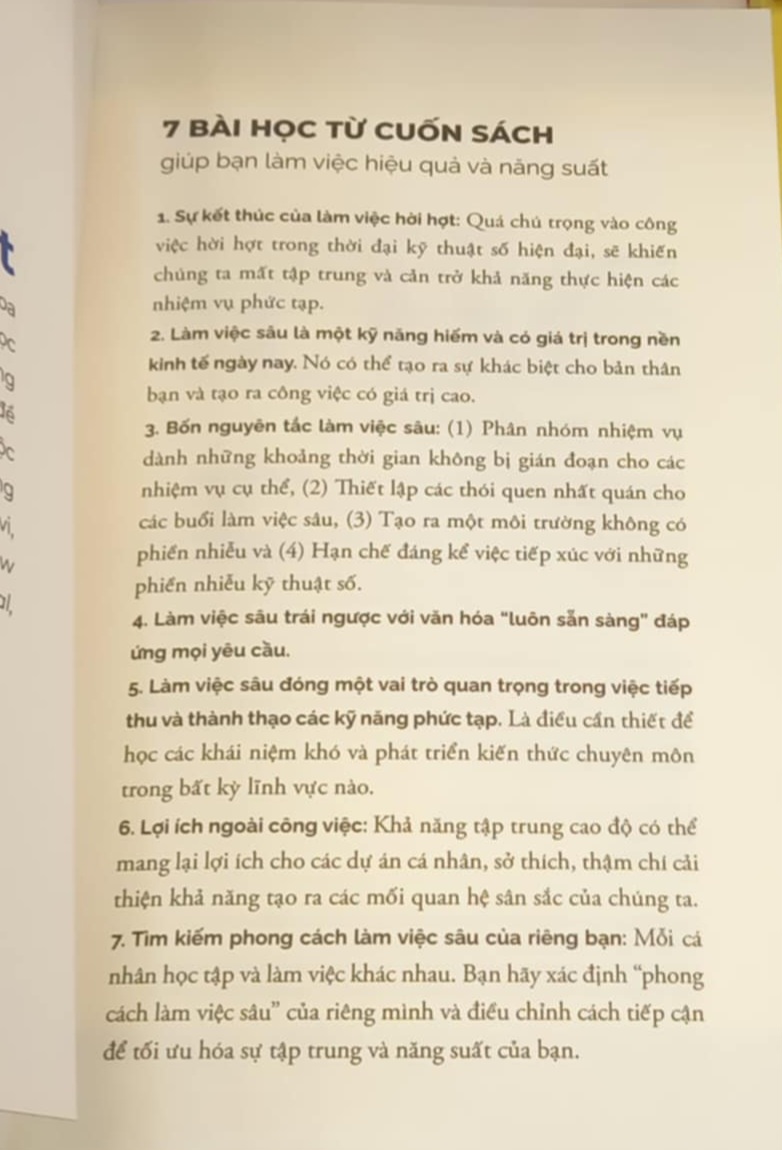 7 BÀI HỌC TỪ CUỐN SÁCH
giúp bạn làm việc hiệu quả và năng suất
1. Sự kết thúc của làm việc hời hợt: Quá chú trọng vào công
việc hời hợt trong thời đại kỹ thuật số hiện đại, sẽ khiến
chúng ta mất tập trung và cản trở khả năng thực hiện các
nhiệm vụ phức tạp.
2. Làm việc sâu là một kỹ năng hiếm và có giá trị trong nền
kinh tế ngày nay. Nó có thể tạo ra sự khác biệt cho bản thân
bạn và tạo ra công việc có giá trị cao.
3. Bốn nguyên tắc làm việc sâu: (1) Phân nhóm nhiệm vụ
dành những khoảng thời gian không bị gián đoạn cho các
nhiệm vụ cụ thể, (2) Thiết lập các thói quen nhất quán cho
các buổi làm việc sâu, (3) Tạo ra một môi trường không có
phiền nhiễu và (4) Hạn chế đáng kể việc tiếp xúc với những
phiền nhiễu kỹ thuật số.
4. Làm việc sâu trái ngược với văn hóa "luôn sẵn sàng" đáp
ứng mọi yêu cầu.
5. Làm việc sâu đóng một vai trò quan trọng trong việc tiếp
thu và thành thạo các kỹ năng phức tạp. Là điều cần thiết để
học các khái niệm khó và phát triển kiến thức chuyên môn
trong bất kỳ lĩnh vực nào.
6. Lợi ích ngoài công việc: Khả năng tập trung cao độ có thể
mang lại lợi ích cho các dự án cá nhân, sở thích, thậm chí cải
thiện khả năng tạo ra các mối quan hệ sân sắc của chúng ta.
7. Tìm kiếm phong cách làm việc sâu của riêng bạn: Mỗi cá
nhân học tập và làm việc khác nhau. Bạn hãy xác định "phong
cách làm việc sâu" của riêng mình và điều chỉnh cách tiếp cận
để tối ưu hóa sự tập trung và năng suất của bạn.